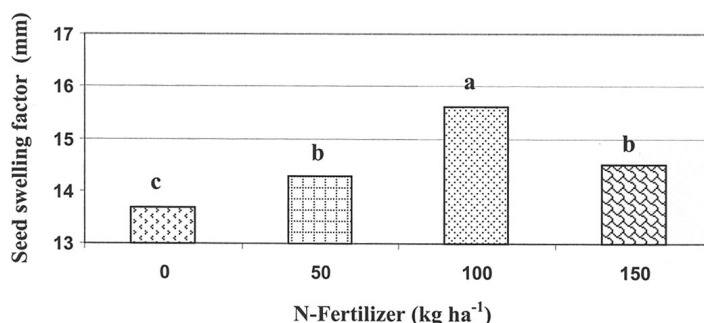 Seed swelling factor (mm)
17
16
15
14
13
c
b
a
b
0 50 100 150
N-Fertilizer (kg ha⁻¹)